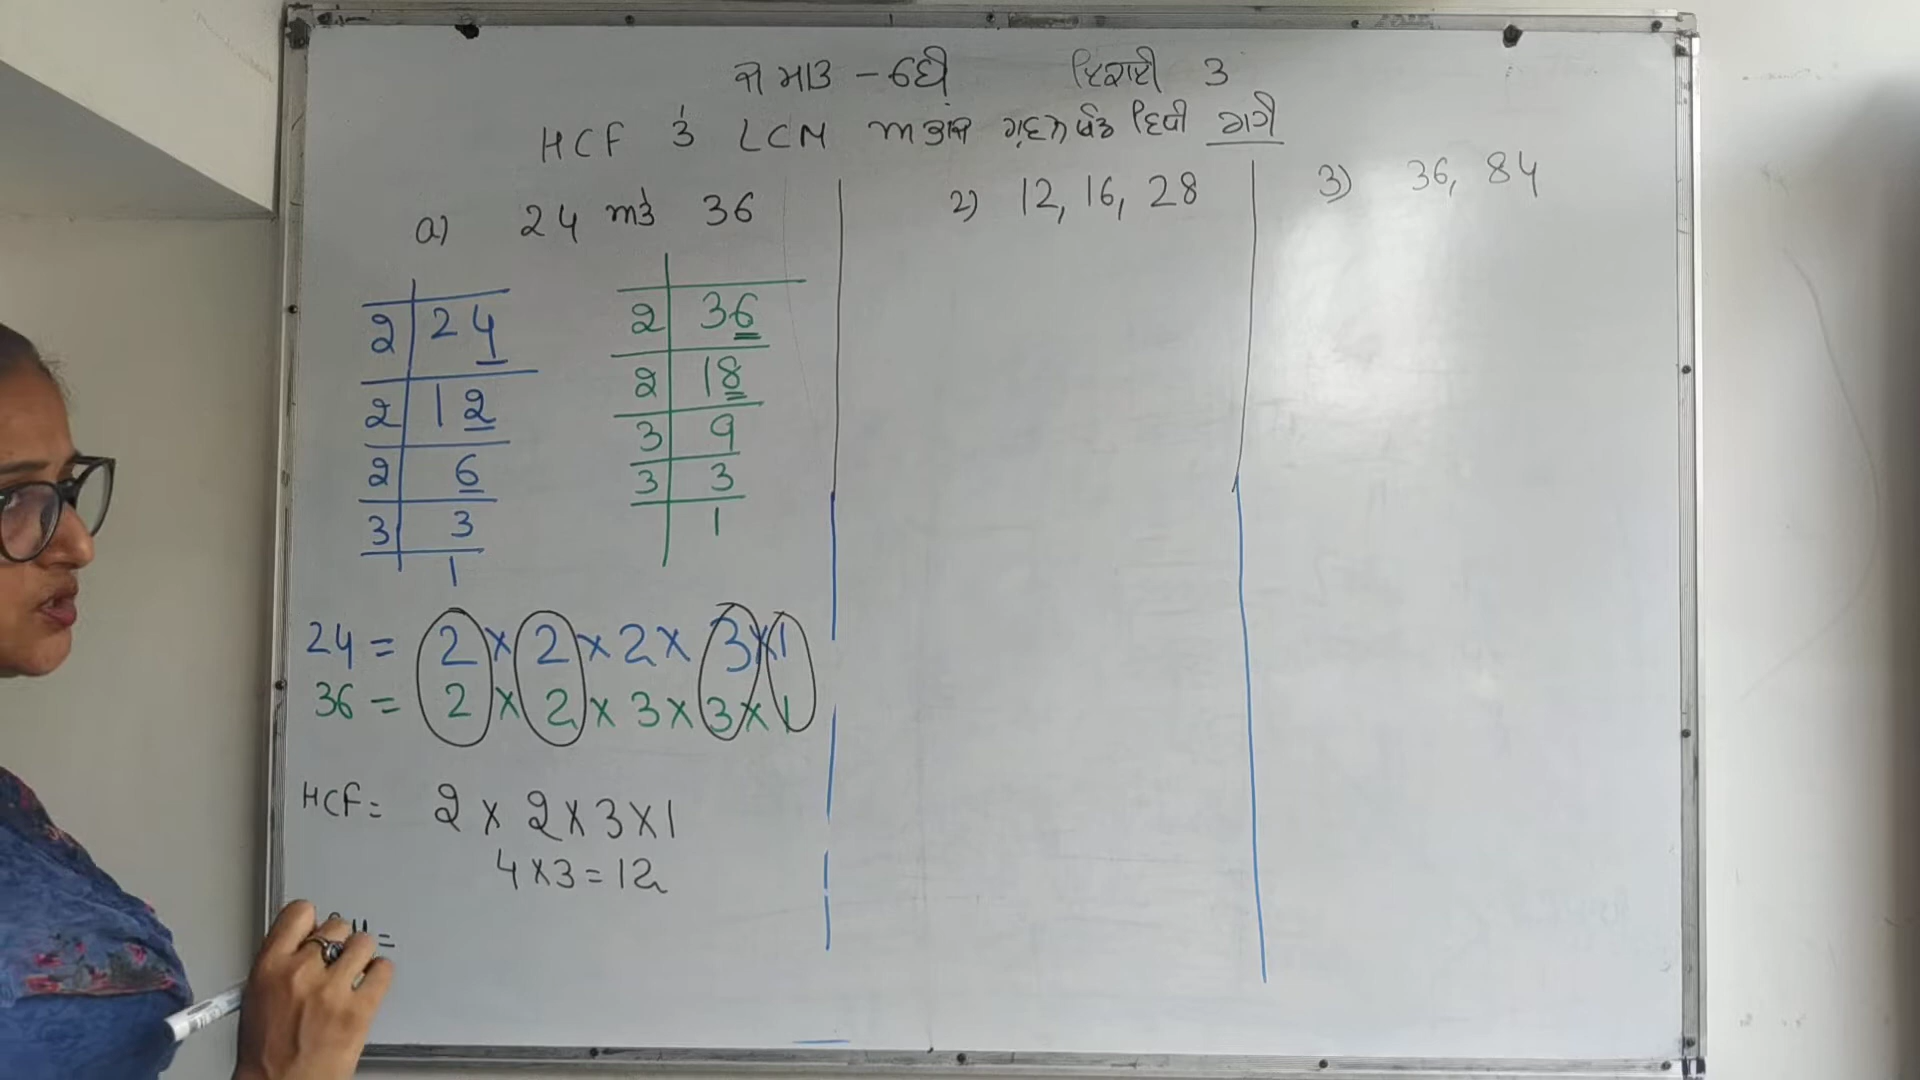 ਜਮਾਤ - 6ਵੀਂ 3
HCF ਤੇ LCM ਅਭਾਜ ਗੁਣਨਖੰਡ ਵਿਧੀ ਰਾਹੀਂ
a) 24 ਅਤੇ 36
2) 12, 16, 28
3) 36, 84
2 | 24
2 | 12
2 | 6
3 | 3
1
2 | 36
2 | 18
3 | 9
3 | 3
1
24 = 2 × 2 × 2 × 3 × 1
36 = 2 × 2 × 3 × 3 × 1
HCF = 2 × 2 × 3 × 1
4 × 3 = 12